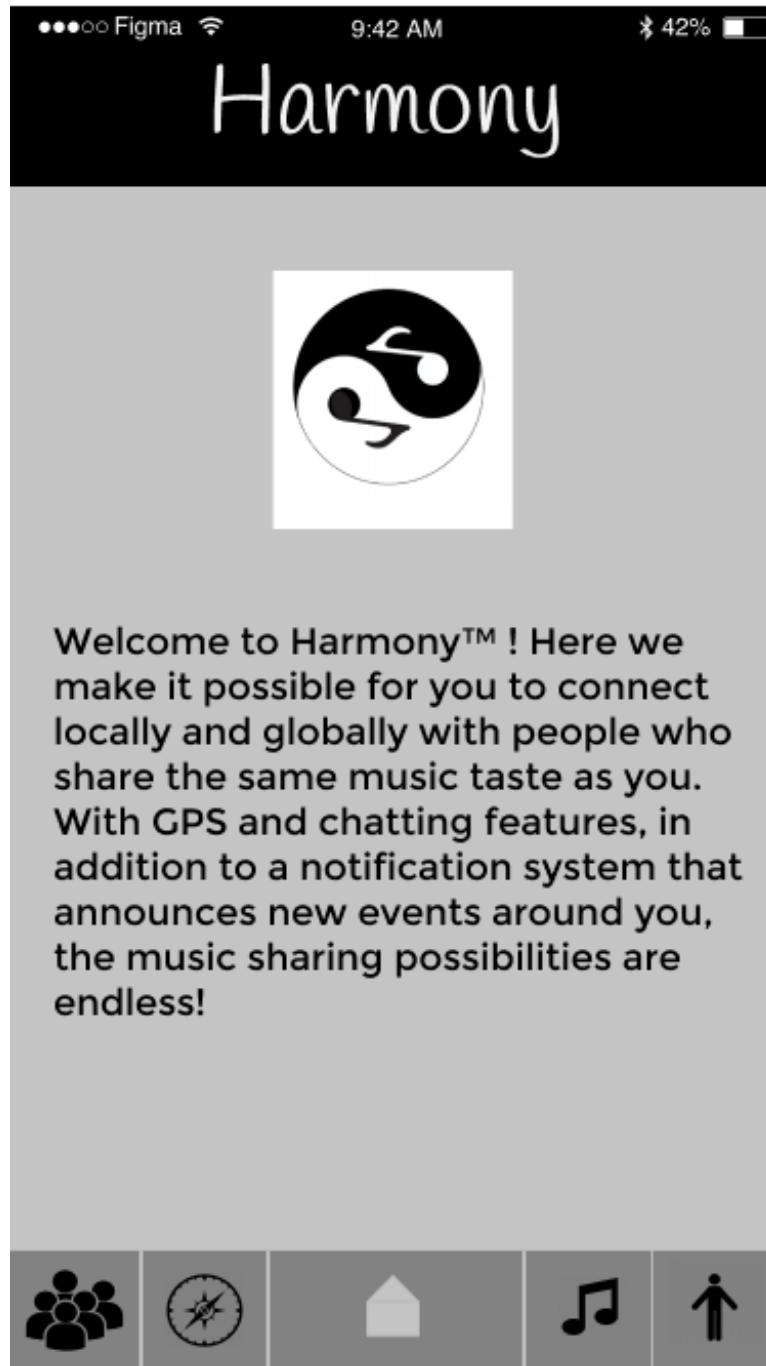 Figma 9:42 AM 42%
Harmony
Welcome to Harmony™ ! Here we
make it possible for you to connect
locally and globally with people who
share the same music taste as you.
With GPS and chatting features, in
addition to a notification system that
announces new events around you,
the music sharing possibilities are
endless!